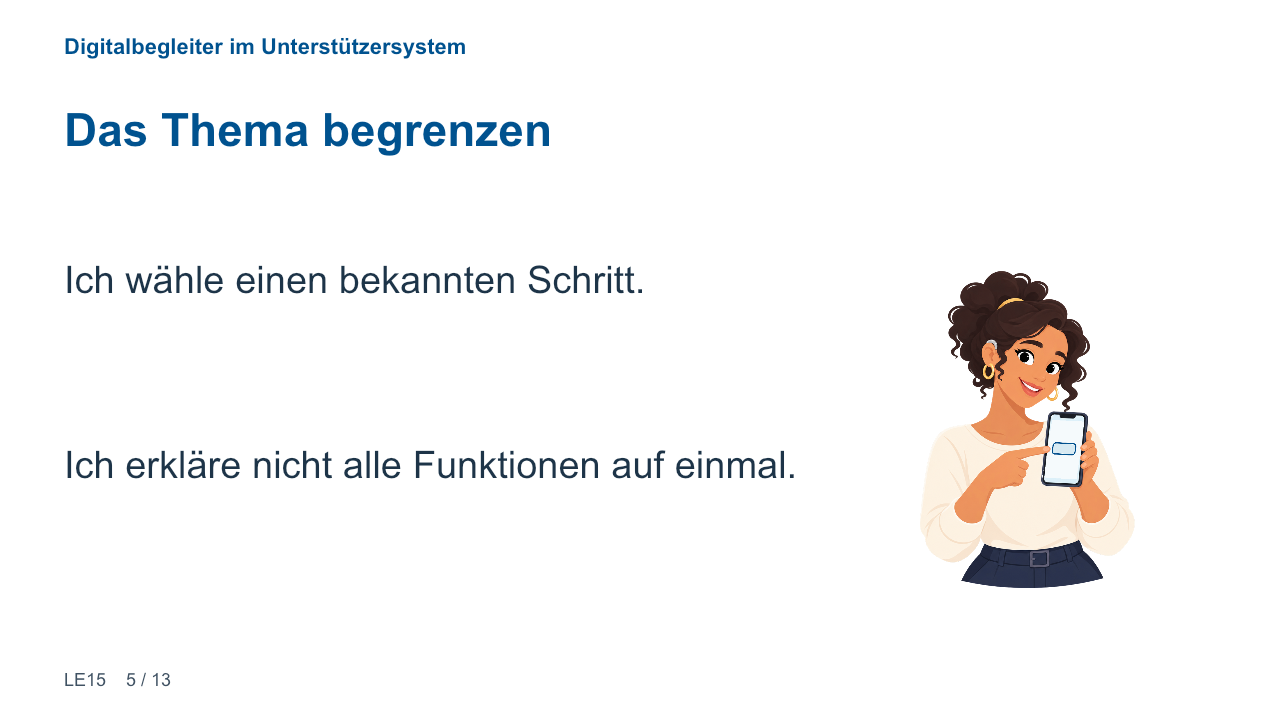 Digitalbegleiter im Unterstützersystem
Das Thema begrenzen
Ich wähle einen bekannten Schritt.
Ich erkläre nicht alle Funktionen auf einmal.
LE15 5 / 13